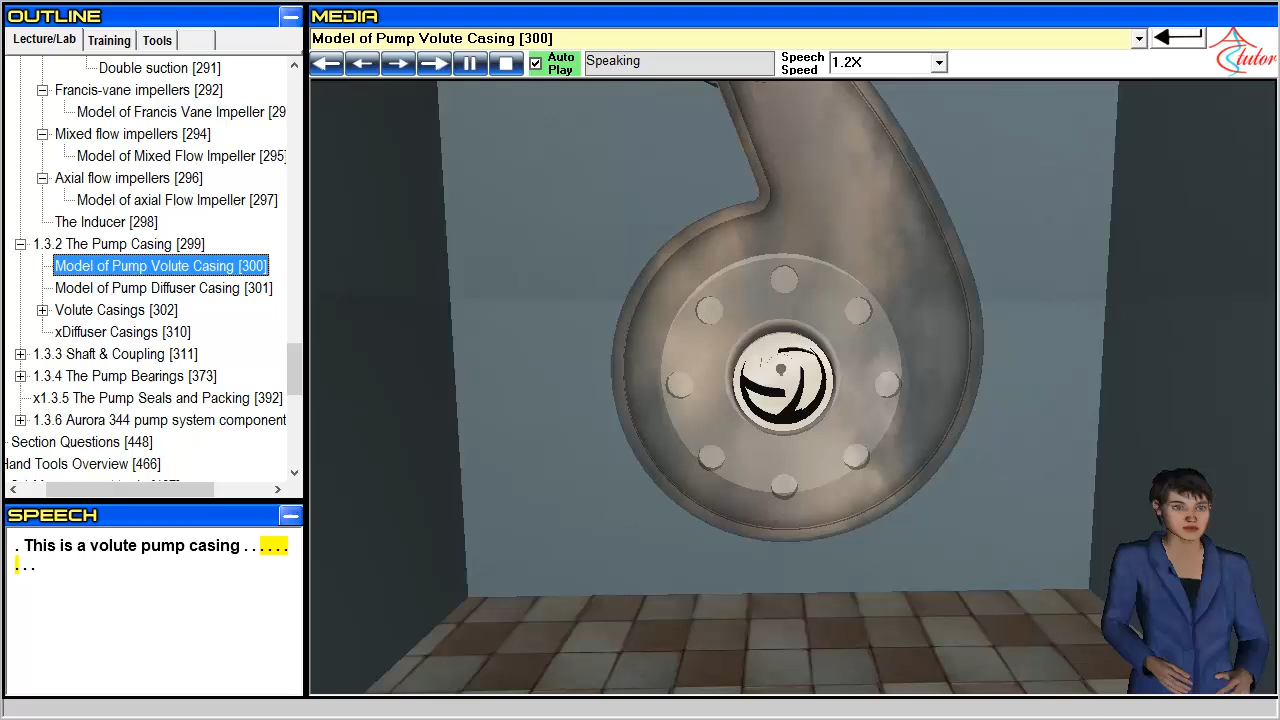 OUTLINE
Lecture/Lab Training Tools
Double suction [291]
Francis-vane impellers [292]
Model of Francis Vane Impeller [29
Mixed flow impellers [294]
Model of Mixed Flow Impeller [295]
Axial flow impellers [296]
Model of axial Flow Impeller [297]
The Inducer [298]
1.3.2 The Pump Casing [299]
Model of Pump Volute Casing [300]
Model of Pump Diffuser Casing [301]
Volute Casings [302]
xDiffuser Casings [310]
1.3.3 Shaft & Coupling [311]
1.3.4 The Pump Bearings [373]
x1.3.5 The Pump Seals and Packing [392]
1.3.6 Aurora 344 pump system component
Section Questions [448]
Hand Tools Overview [466]
SPEECH
. This is a volute pump casing . . . . . . .
. . .
MEDIA
Model of Pump Volute Casing [300]
Auto
Play
Speaking
Speech
Speed
1.2X
tutor